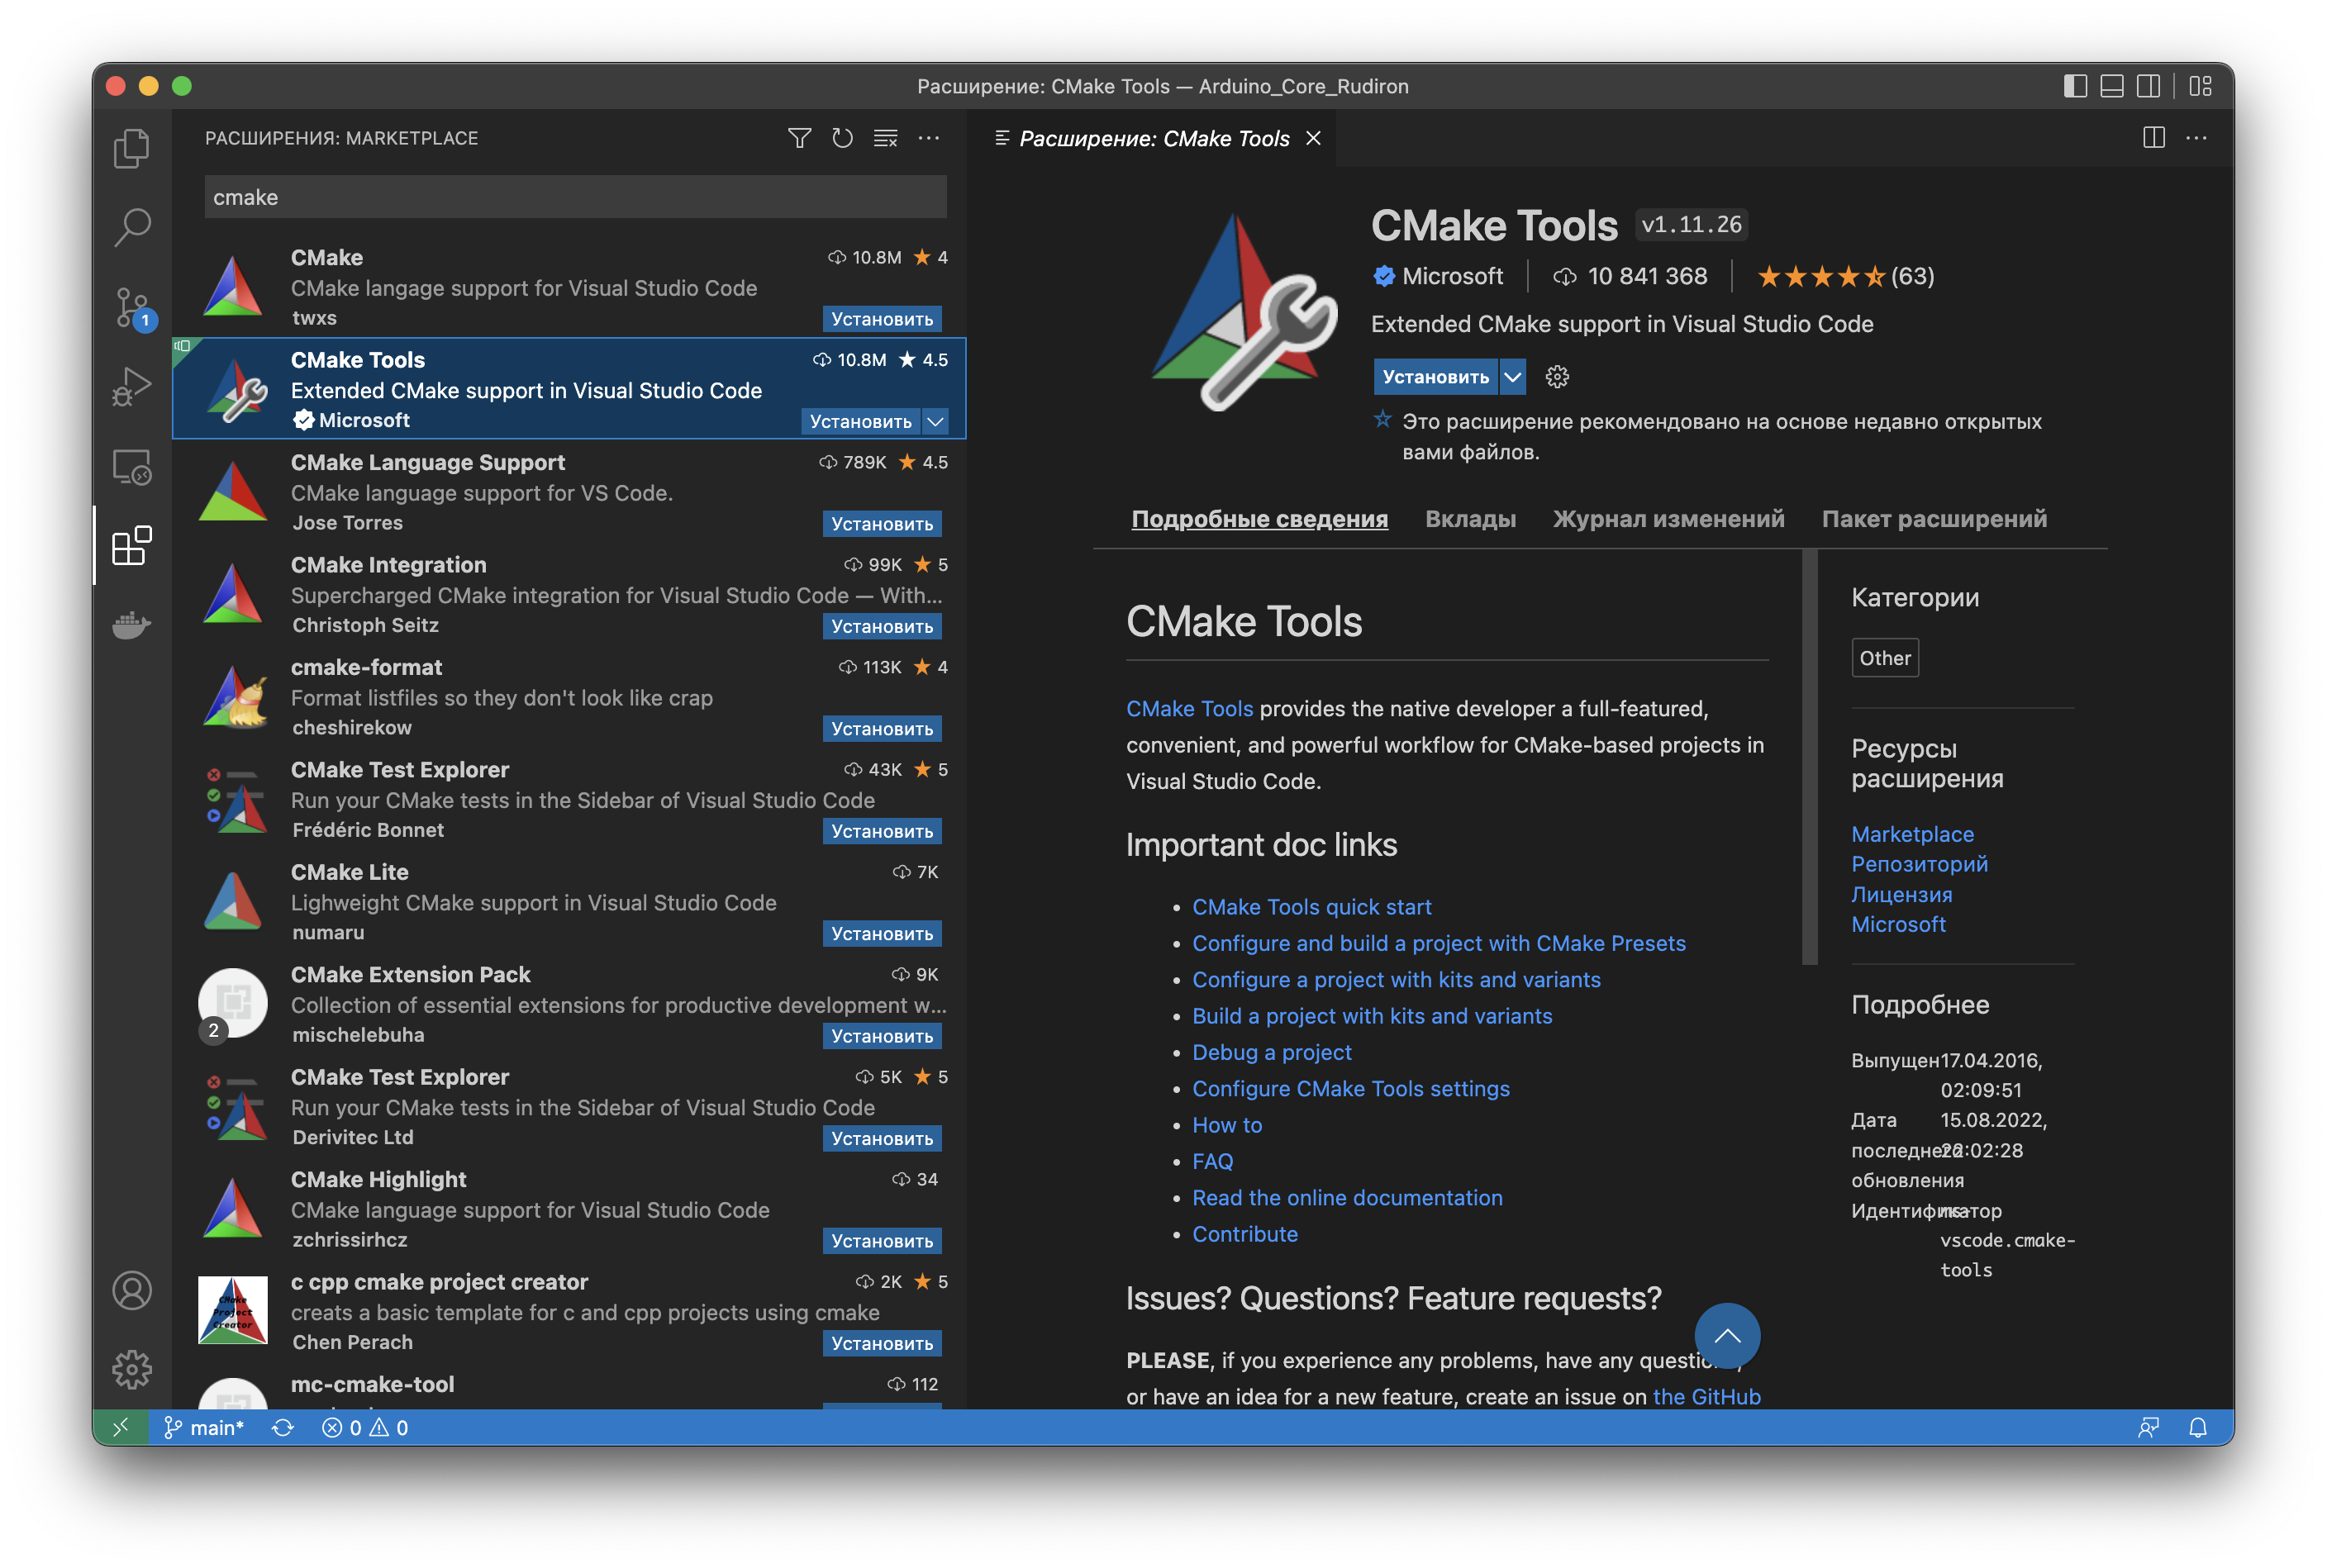 Расширение: CMake Tools — Arduino_Core_Rudiron
РАСШИРЕНИЯ: MARKETPLACE
cmake
CMake 10.8M 4
CMake langage support for Visual Studio Code
twxs Установить
CMake Tools 10.8M 4.5
Extended CMake support in Visual Studio Code
Microsoft Установить
CMake Language Support 789K 4.5
CMake language support for VS Code.
Jose Torres Установить
CMake Integration 99K 5
Supercharged CMake integration for Visual Studio Code — With...
Christoph Seitz Установить
cmake-format 113K 4
Format listfiles so they don't look like crap
cheshirekow Установить
CMake Test Explorer 43K 5
Run your CMake tests in the Sidebar of Visual Studio Code
Frédéric Bonnet Установить
CMake Lite 7K
Lighweight CMake support in Visual Studio Code
numaru Установить
CMake Extension Pack 9K
Collection of essential extensions for productive development w...
2
mischelebuha Установить
CMake Test Explorer 5K 5
Run your CMake tests in the Sidebar of Visual Studio Code
Derivitec Ltd Установить
CMake Highlight 34
CMake language support for Visual Studio Code
zchrissirhcz Установить
c cpp cmake project creator 2K 5
creats a basic template for c and cpp projects using cmake
CMake
Project
Creator
Chen Perach Установить
mc-cmake-tool 112
1
Расширение: CMake Tools
CMake Tools v1.11.26
Microsoft 10 841 368 (63)
Extended CMake support in Visual Studio Code
Установить
Это расширение рекомендовано на основе недавно открытых
вами файлов.
Подробные сведения Вклады Журнал изменений Пакет расширений
CMake Tools
CMake Tools provides the native developer a full-featured,
convenient, and powerful workflow for CMake-based projects in
Visual Studio Code.
Important doc links
• CMake Tools quick start
• Configure and build a project with CMake Presets
• Configure a project with kits and variants
• Build a project with kits and variants
• Debug a project
• Configure CMake Tools settings
• How to
• FAQ
• Read the online documentation
• Contribute
Issues? Questions? Feature requests?
PLEASE, if you experience any problems, have any
or have an idea for a new feature, create an issue on the GitHub
Категории
Other
Ресурсы
расширения
Marketplace
Репозиторий
Лицензия
Microsoft
Подробнее
Выпущен 17.04.2016,
02:09:51
Дата 15.08.2022,
последнего 22:02:28
обновления
Идентификатор ms-
vscode.cmake-
tools
main* 0 0